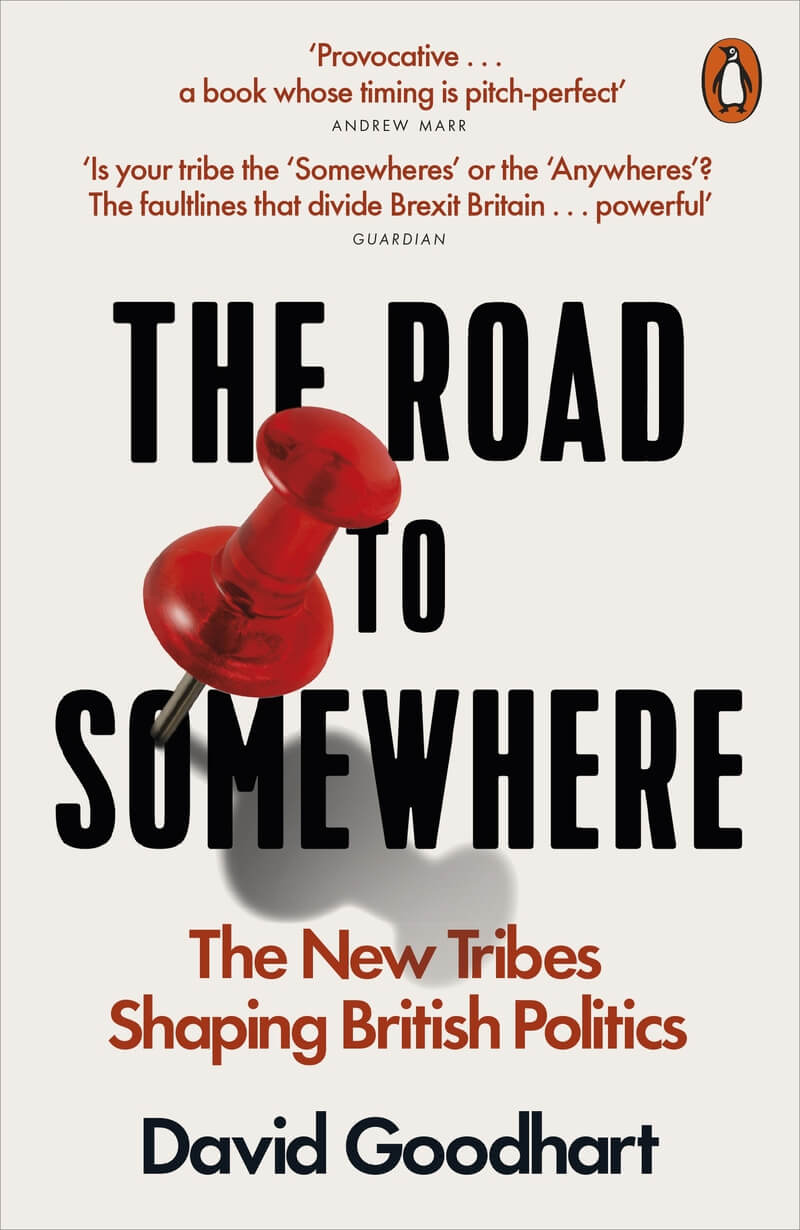 ‘Provocative . . .
a book whose timing is pitch-perfect’
ANDREW MARR
‘Is your tribe the ‘Somewheres’ or the ‘Anywheres’?
The faultlines that divide Brexit Britain . . . powerful’
GUARDIAN
THE ROAD
TO
SOMEWHERE
The New Tribes
Shaping British Politics
David Goodhart